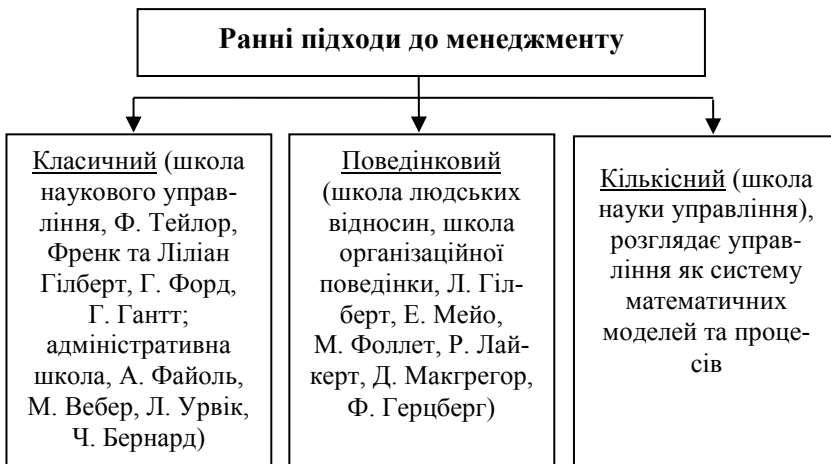 Ранні підходи до менеджменту
Класичний (школа
наукового управ-
ління, Ф. Тейлор,
Френк та Ліліан
Гілберт, Г. Форд,
Г. Гантт;
адміністративна
школа, А. Файоль,
М. Вебер, Л. Урвік,
Ч. Бернард)
Поведінковий
(школа людських
відносин, школа
організаційної
поведінки, Л. Гіл-
берт, Е. Мейо,
М. Фоллет, Р. Лай-
керт, Д. Макгрегор,
Ф. Герцберг)
Кількісний (школа
науки управління),
розглядає управ-
ління як систему
математичних
моделей та проце-
сів